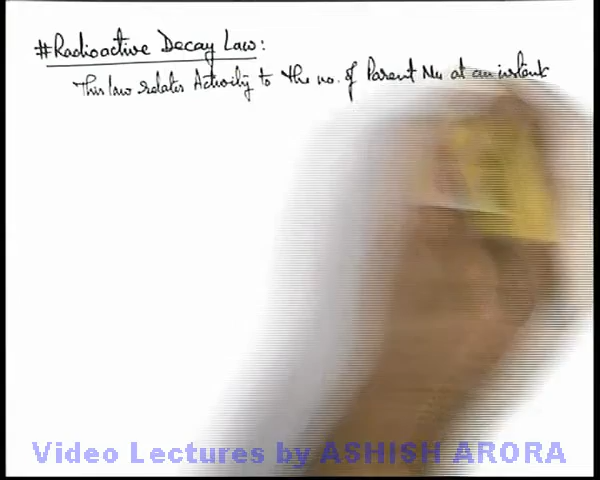 #Radioactive Decay Law:
This law relates Activity to the no. of Parent Nu at an instant
Video Lectures by ASHISH ARORA